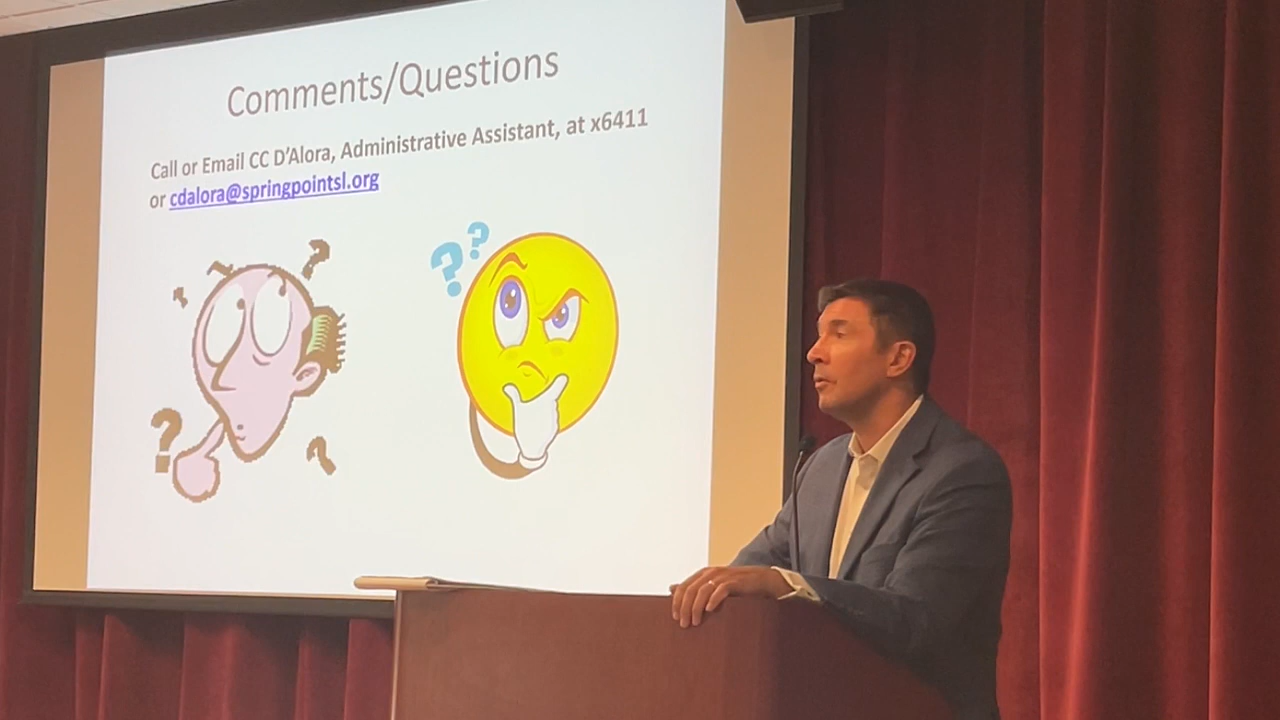 Comments/Questions
Call or Email CC D’Alora, Administrative Assistant, at x6411
or cdalora@springpointsl.org
? ?
?
?
?